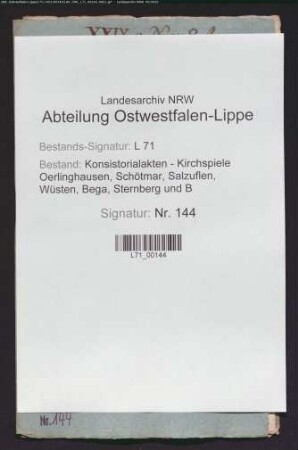 Landesarchiv NRW
Abteilung Ostwestfalen-Lippe
Bestands-Signatur: L 71
Bestand: Konsistorialakten - Kirchspiele
Oerlinghausen, Schötmar, Salzuflen,
Wüsten, Bega, Sternberg und B
Signatur: Nr. 144
L71_00144
Nr. 144